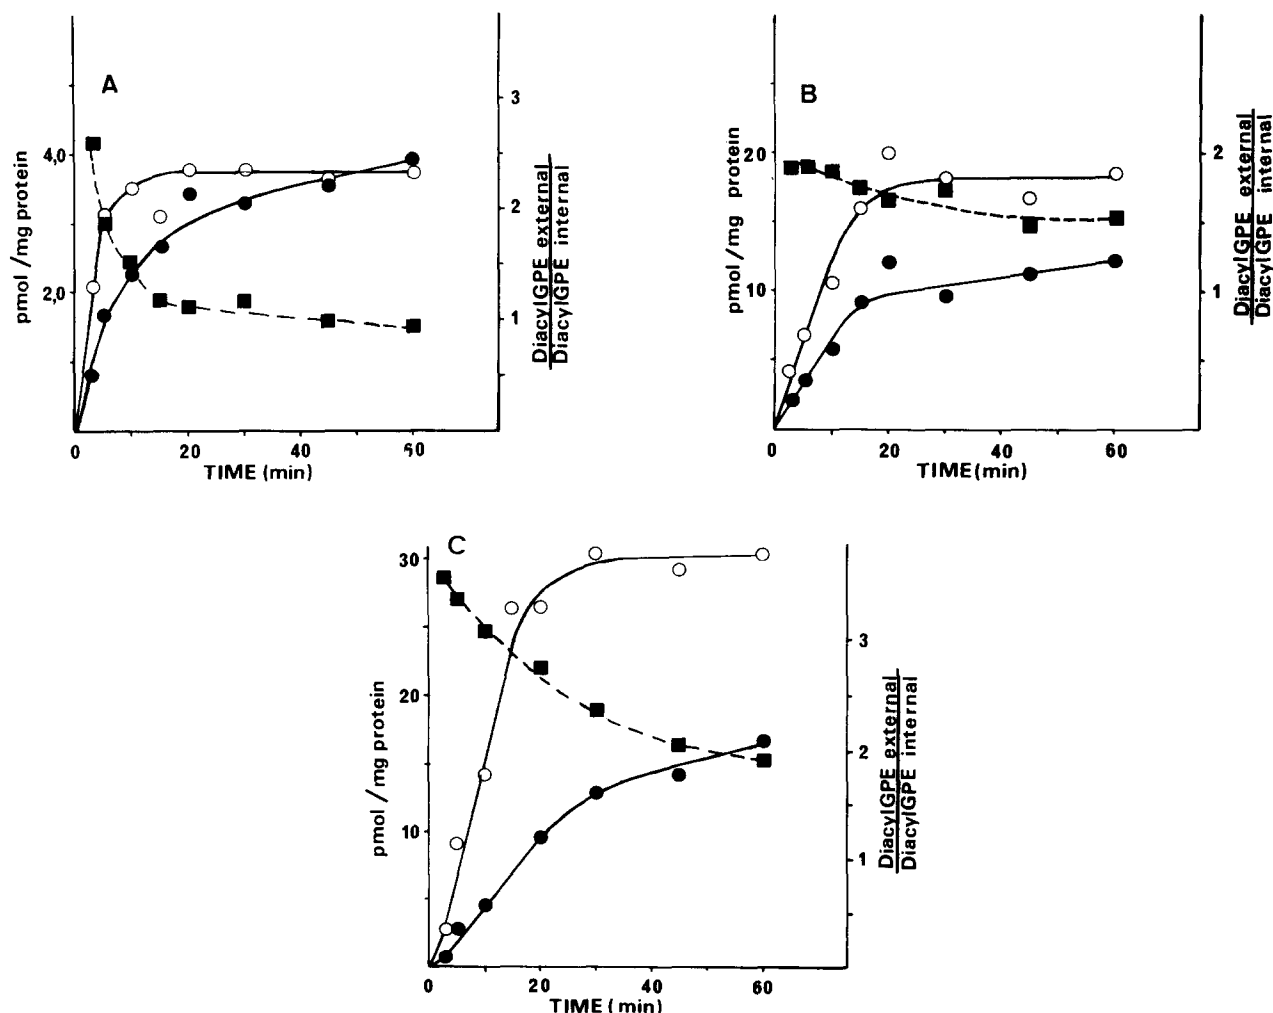 A
pmol /mg protein
4,0
2,0
0
20
40
60
TIME (min)
3
2
1
DiacylGPE external
DiacylGPE internal
B
pmol /mg protein
20
10
0
20
40
60
TIME (min)
2
1
DiacylGPE external
DiacylGPE internal
C
pmol /mg protein
30
20
10
0
20
40
60
TIME (min)
3
2
1
DiacylGPE external
DiacylGPE internal